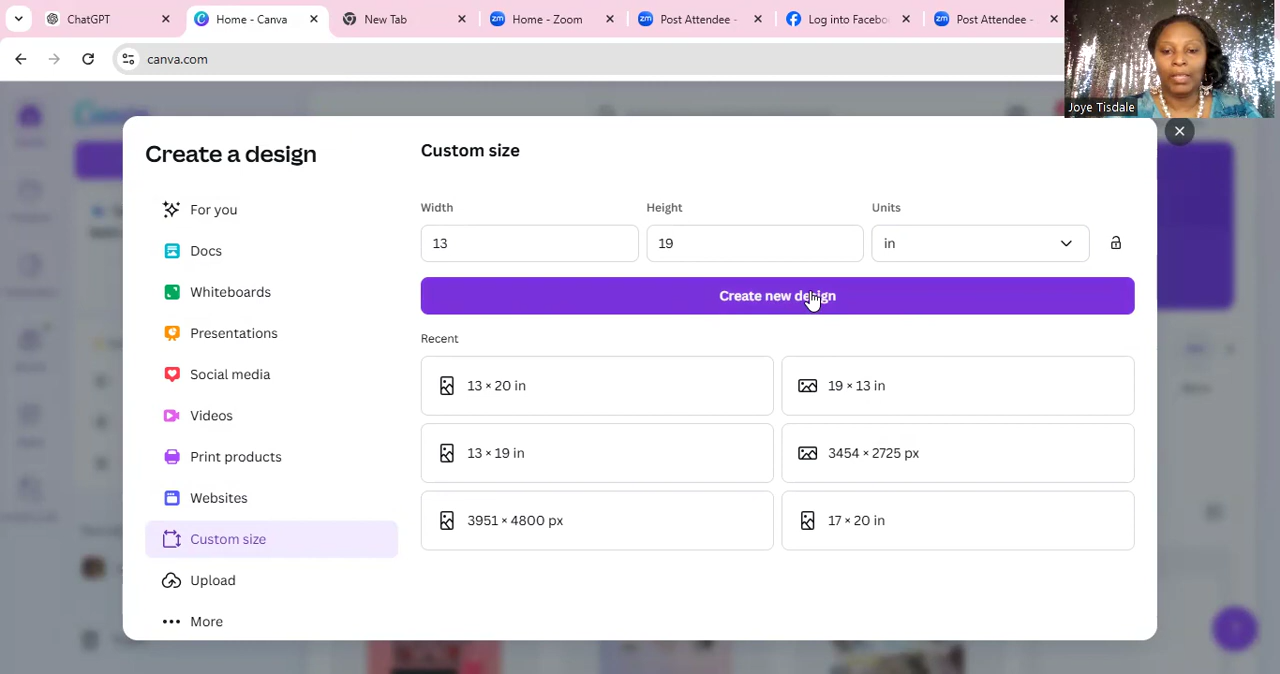 ChatGPT
Home - Canva
New Tab
Home - Zoom
Post Attendee -
Log into Facebo
Post Attendee -
canva.com
Joye Tisdale
Create a design
For you
Docs
Whiteboards
Presentations
Social media
Videos
Print products
Websites
Custom size
Upload
More
Custom size
Width
Height
Units
13
19
in
Create new design
Recent
13 × 20 in
19 × 13 in
13 × 19 in
3454 × 2725 px
3951 × 4800 px
17 × 20 in